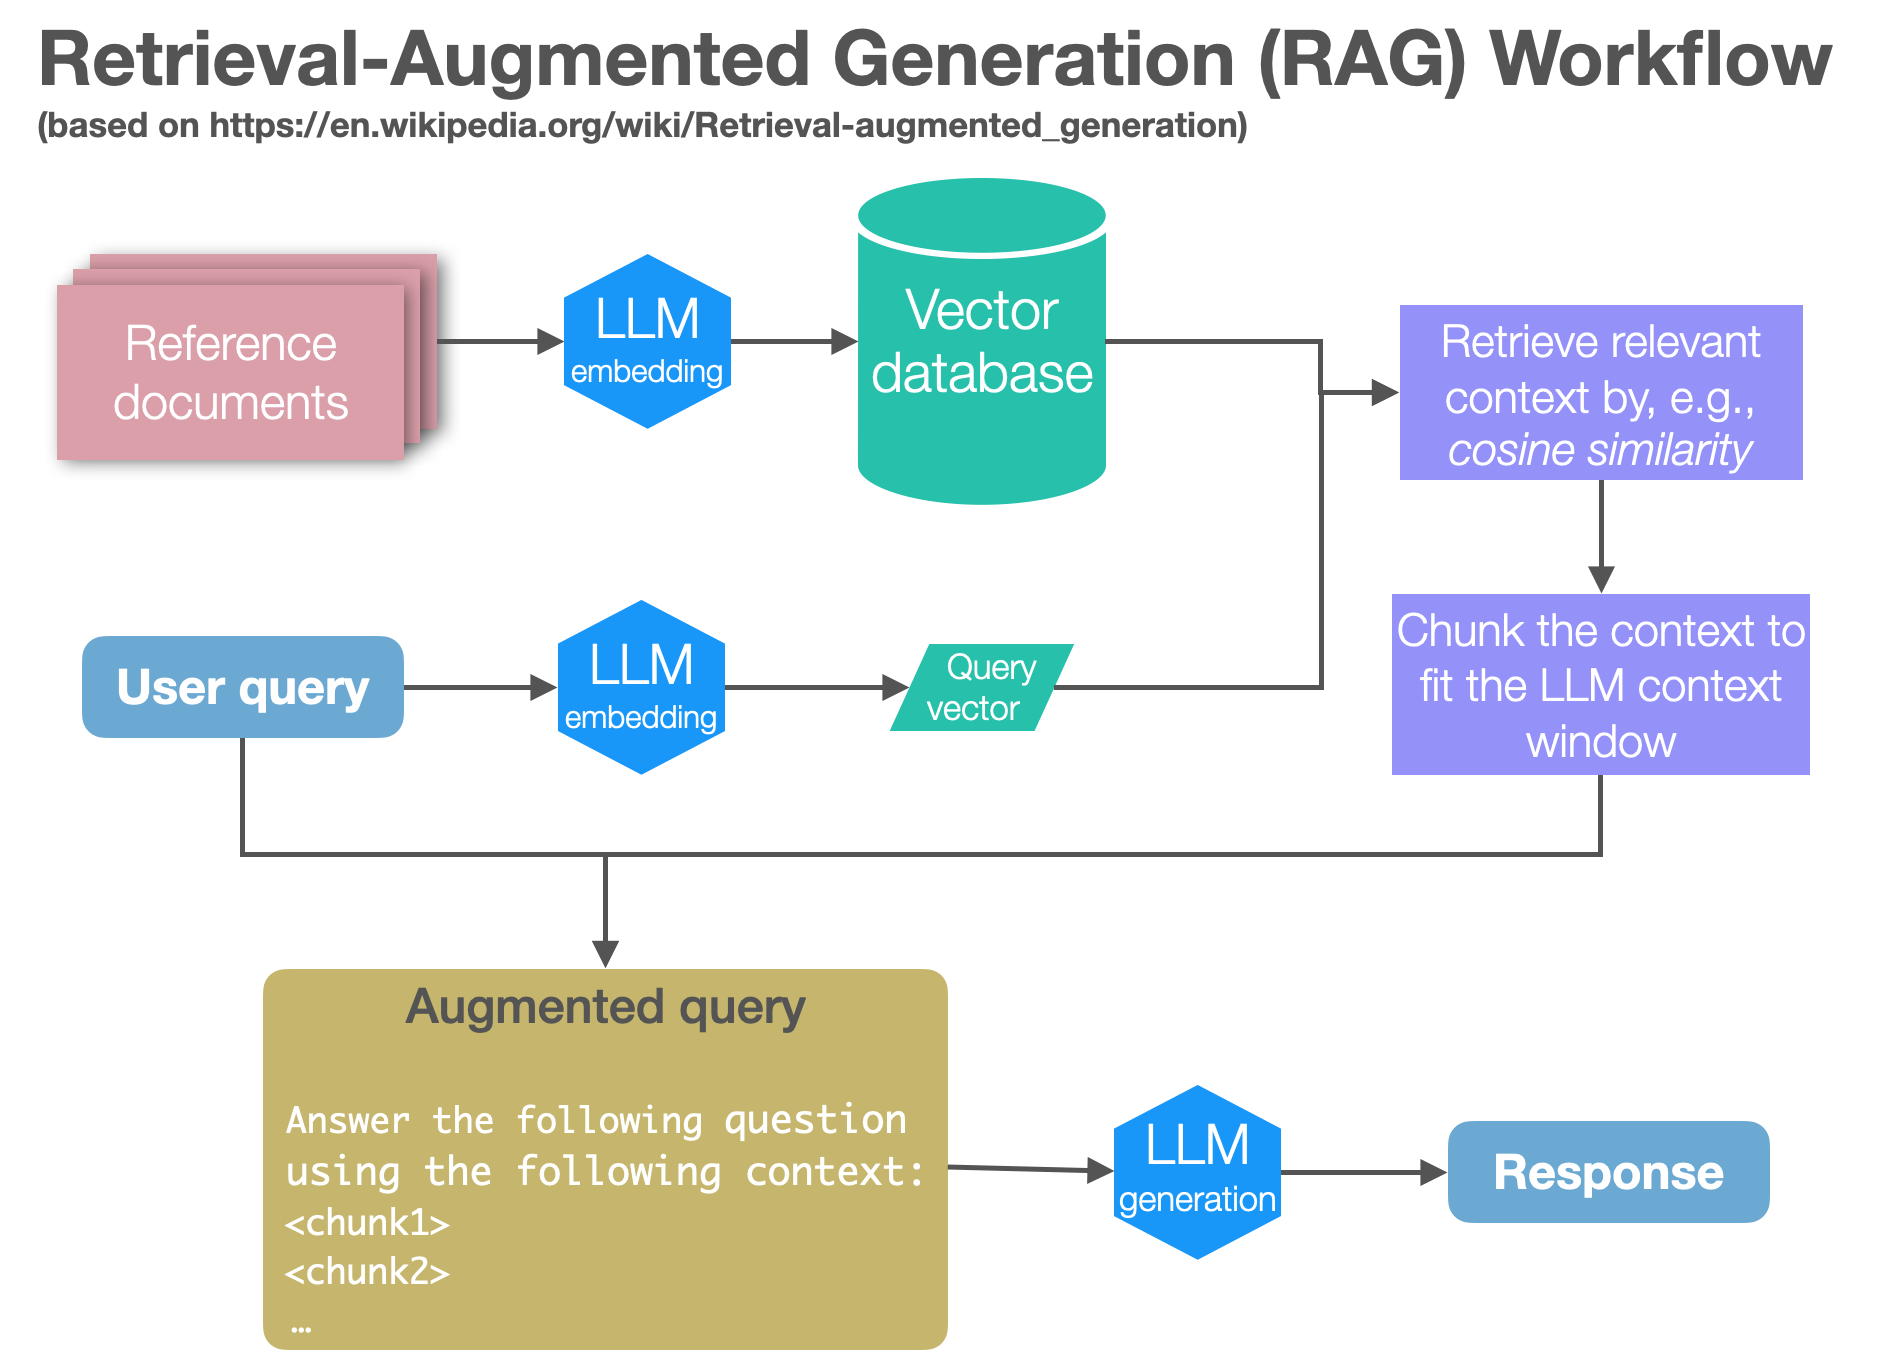 Retrieval-Augmented Generation (RAG) Workflow
(based on https://en.wikipedia.org/wiki/Retrieval-augmented_generation)
Reference
documents
LLM
embedding
Vector
database
Retrieve relevant
context by, e.g.,
cosine similarity
User query
LLM
embedding
Query
vector
Chunk the context to
fit the LLM context
window
Augmented query
Answer the following question
using the following context:
<chunk1>
<chunk2>
…
LLM
generation
Response